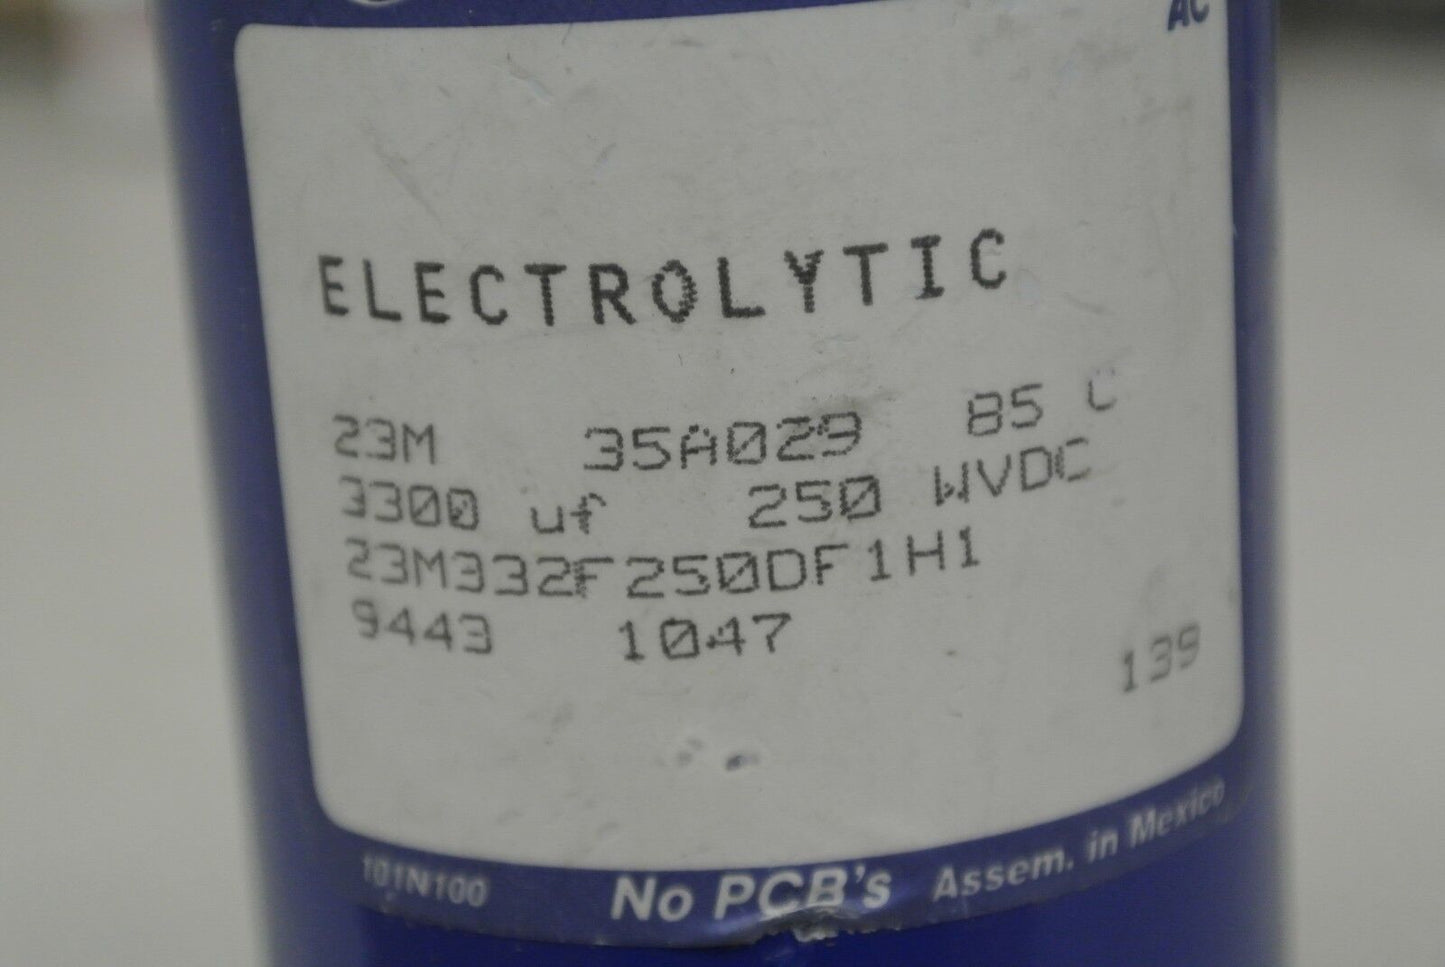 AC
ELECTROLYTIC
23M 35A029 85 C
3300 uf 250 WVDC
23M332F250DF1H1
9443 1047
139
101N100 No PCB's Assem. in Mexico